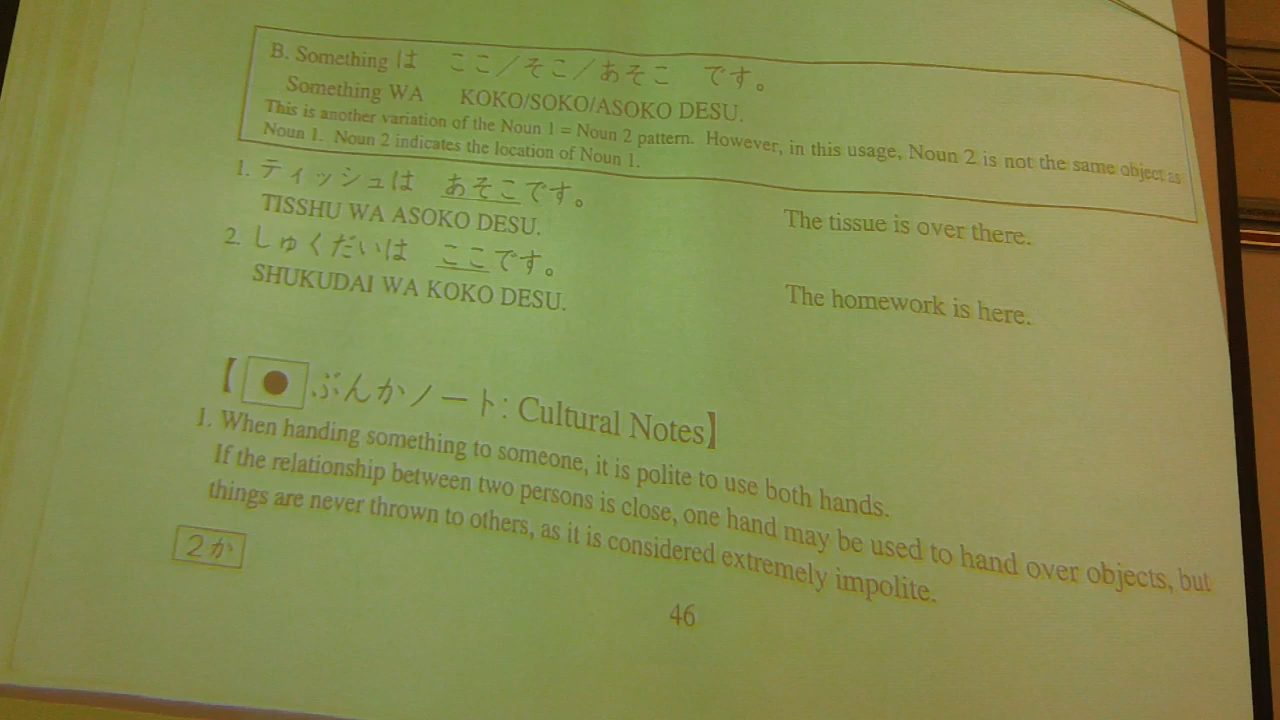 B. Something は ここ／そこ／あそこ です。
Something WA KOKO/SOKO/ASOKO DESU.
This is another variation of the Noun 1 = Noun 2 pattern. However, in this usage, Noun 2 is not the same object as
Noun 1. Noun 2 indicates the location of Noun 1.
1. ティッシュは あそこです。
TISSHU WA ASOKO DESU. The tissue is over there.
2. しゅくだいは ここです。
SHUKUDAI WA KOKO DESU. The homework is here.
【 ぶんかノート: Cultural Notes】
1. When handing something to someone, it is polite to use both hands.
If the relationship between two persons is close, one hand may be used to hand over objects, but
things are never thrown to others, as it is considered extremely impolite.
2か
46